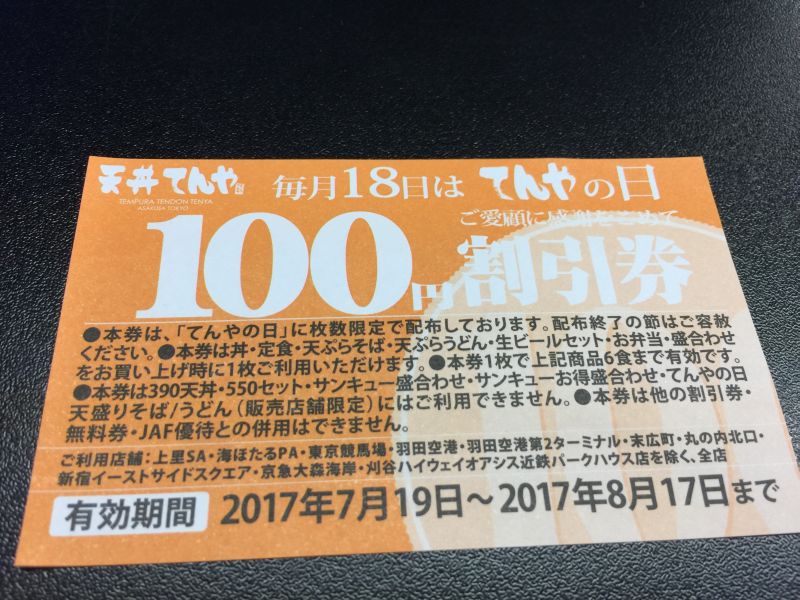 天丼てんや
TEMPURA TENDON TENYA
ASAKUSA TOKYO
毎月18日は てんやの日
ご愛顧に感謝をこめて
100円割引券
●本券は、「てんやの日」に枚数限定で配布しております。配布終了の節はご容赦
ください。●本券は丼・定食・天ぷらそば・天ぷらうどん・生ビールセット・お弁当・盛合わせ
をお買い上げ時に1枚ご利用いただけます。●本券1枚で上記商品6食まで有効です。
●本券は390天丼・550セット・サンキュー盛合わせ・サンキューお得盛合わせ・てんやの日
天盛りそば/うどん（販売店舗限定）にはご利用できません。●本券は他の割引券・
無料券・JAF優待との併用はできません。
ご利用店舗：上里SA・海ほたるPA・東京競馬場・羽田空港・羽田空港第2ターミナル・末広町・丸の内北口・
新宿イーストサイドスクエア・京急大森海岸・刈谷ハイウェイオアシス近鉄パークハウス店を除く、全店
有効期間 2017年7月19日～2017年8月17日まで